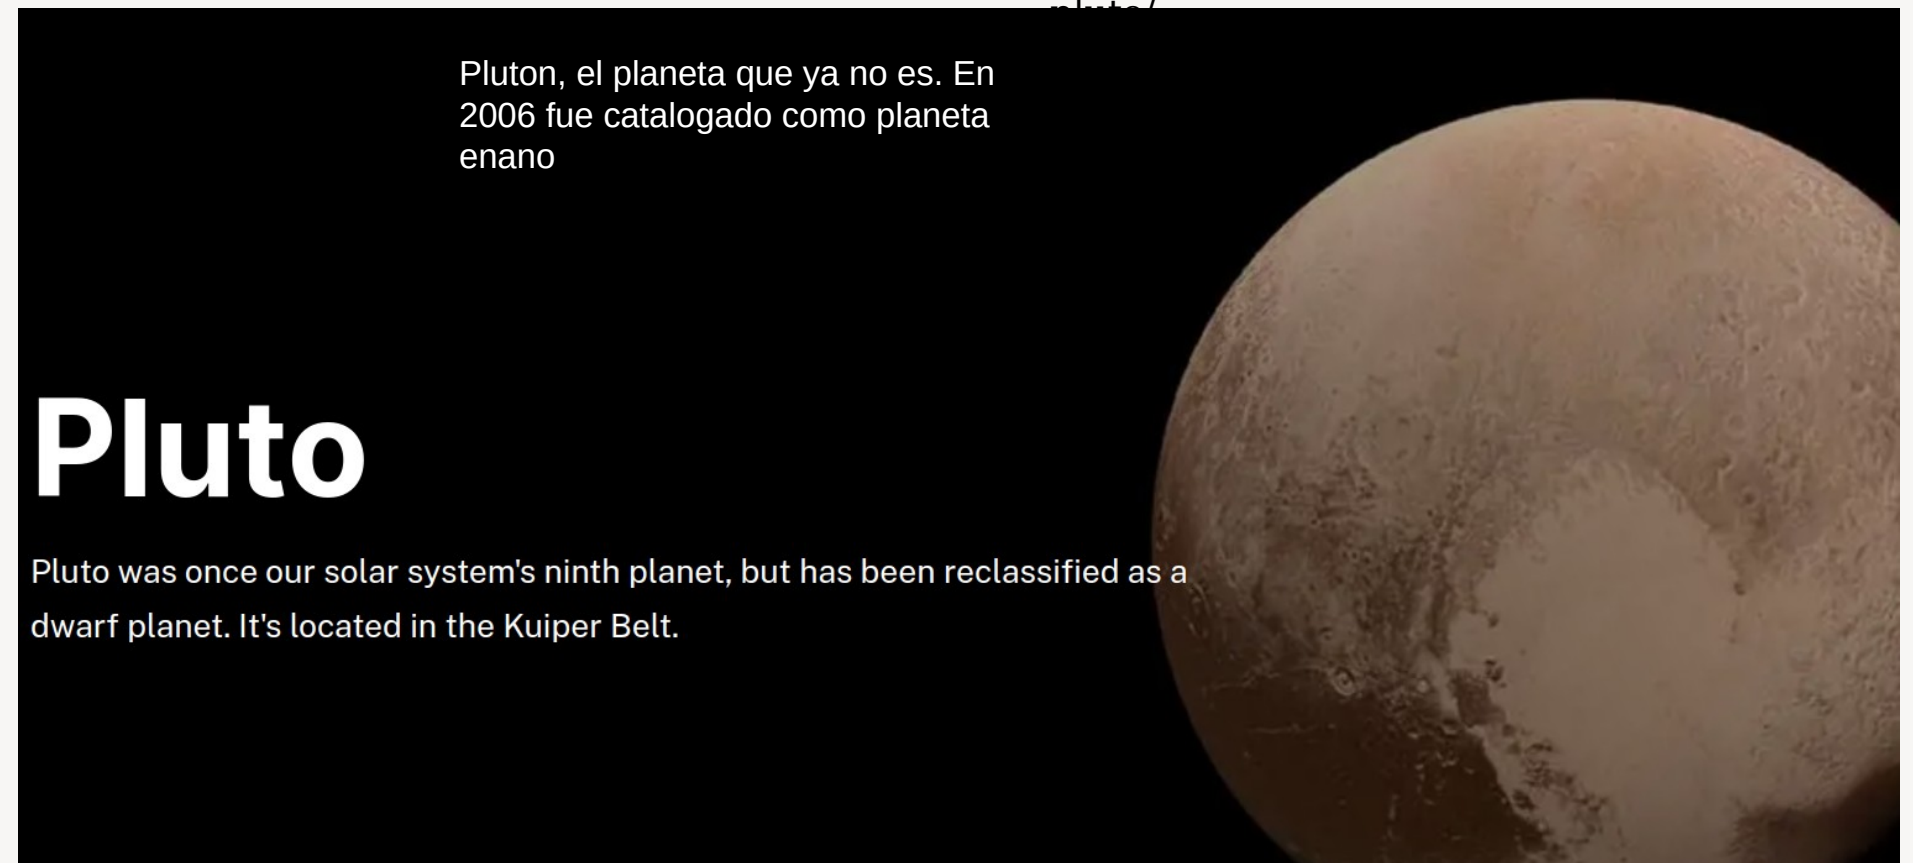 pluto/
Pluton, el planeta que ya no es. En
2006 fue catalogado como planeta
enano
Pluto
Pluto was once our solar system's ninth planet, but has been reclassified as a
dwarf planet. It's located in the Kuiper Belt.